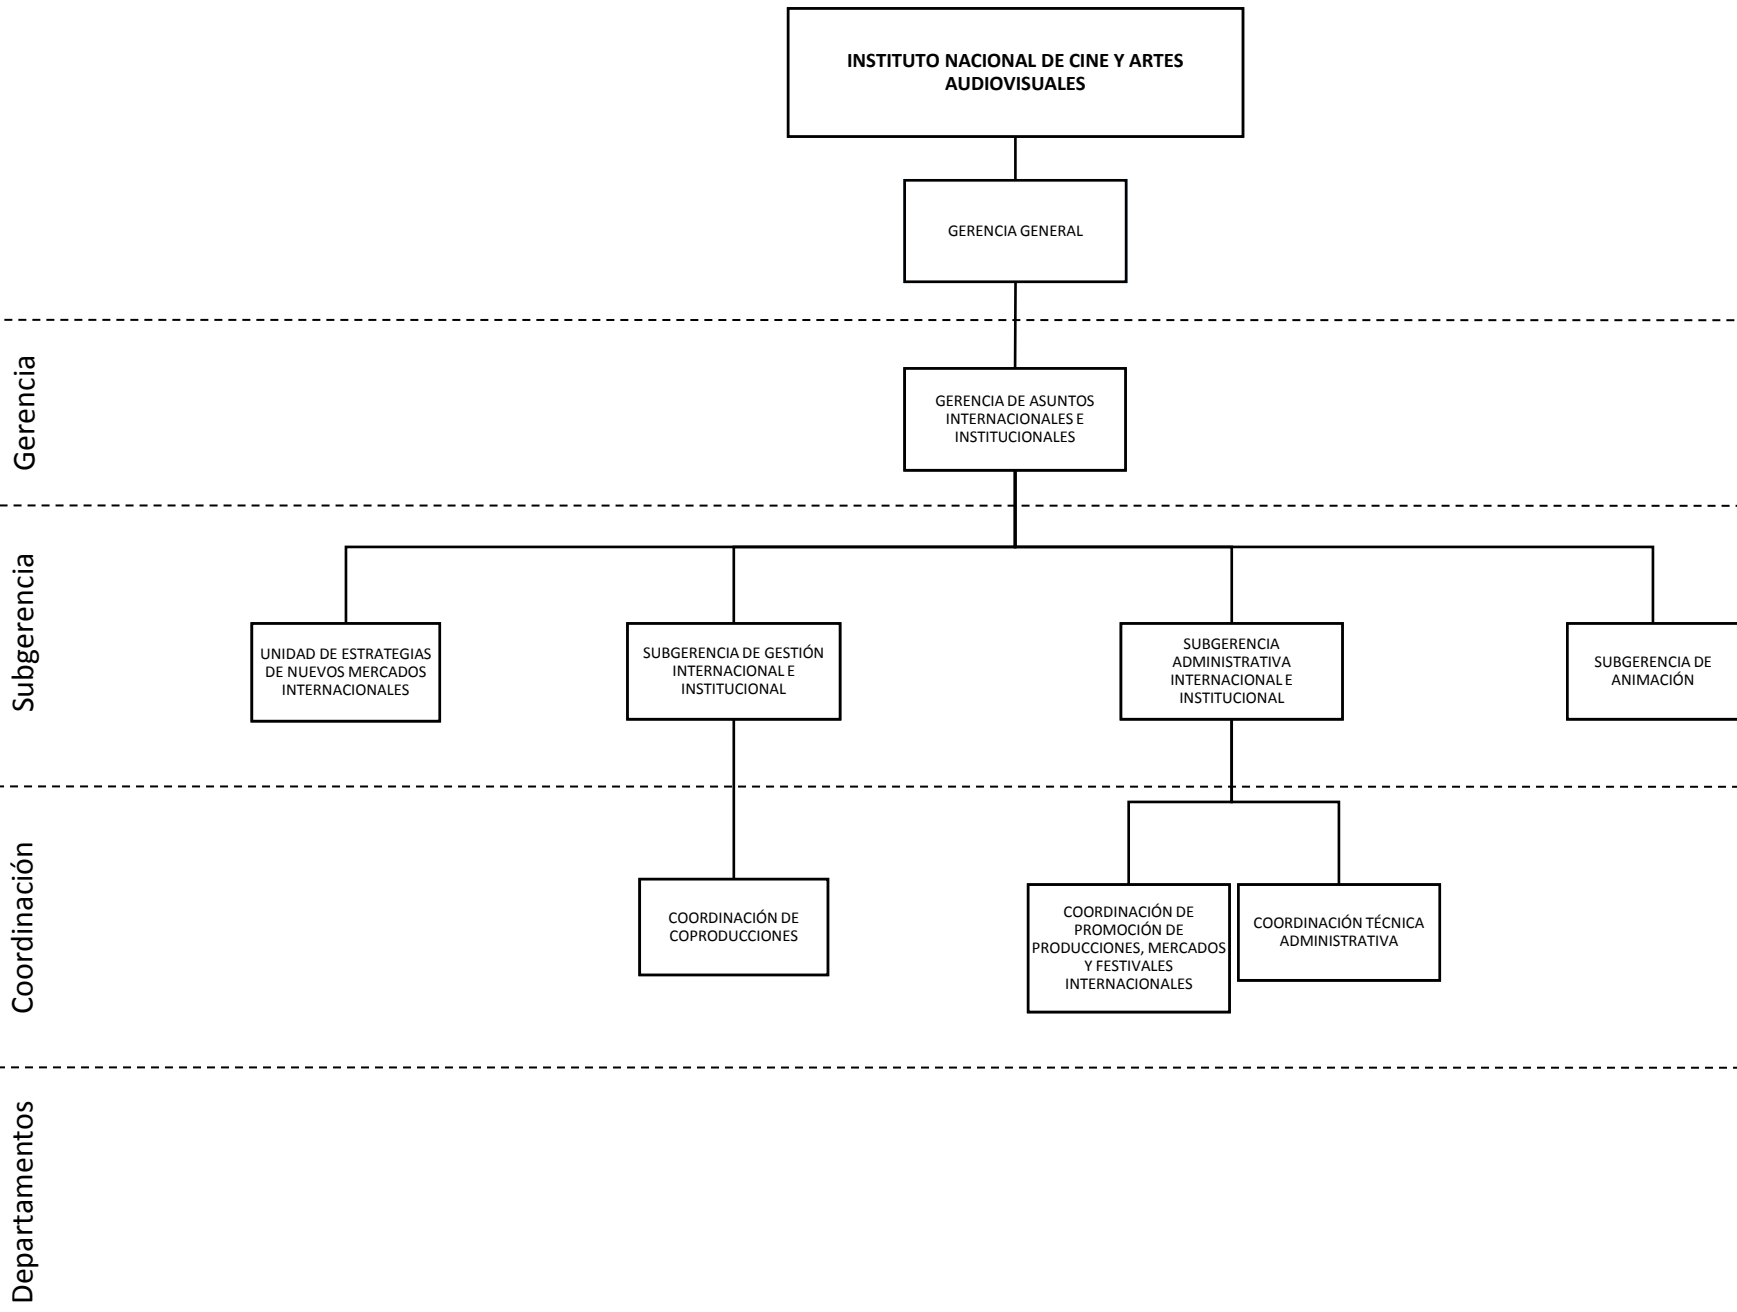 INSTITUTO NACIONAL DE CINE Y ARTES
AUDIOVISUALES
GERENCIA GENERAL
Gerencia
GERENCIA DE ASUNTOS
INTERNACIONALES E
INSTITUCIONALES
Subgerencia
UNIDAD DE ESTRATEGIAS
DE NUEVOS MERCADOS
INTERNACIONALES
SUBGERENCIA DE GESTIÓN
INTERNACIONAL E
INSTITUCIONAL
SUBGERENCIA
ADMINISTRATIVA
INTERNACIONAL E
INSTITUCIONAL
SUBGERENCIA DE
ANIMACIÓN
Coordinación
COORDINACIÓN DE
COPRODUCCIONES
COORDINACIÓN DE
PROMOCIÓN DE
PRODUCCIONES, MERCADOS
Y FESTIVALES
INTERNACIONALES
COORDINACIÓN TÉCNICA
ADMINISTRATIVA
Departamentos